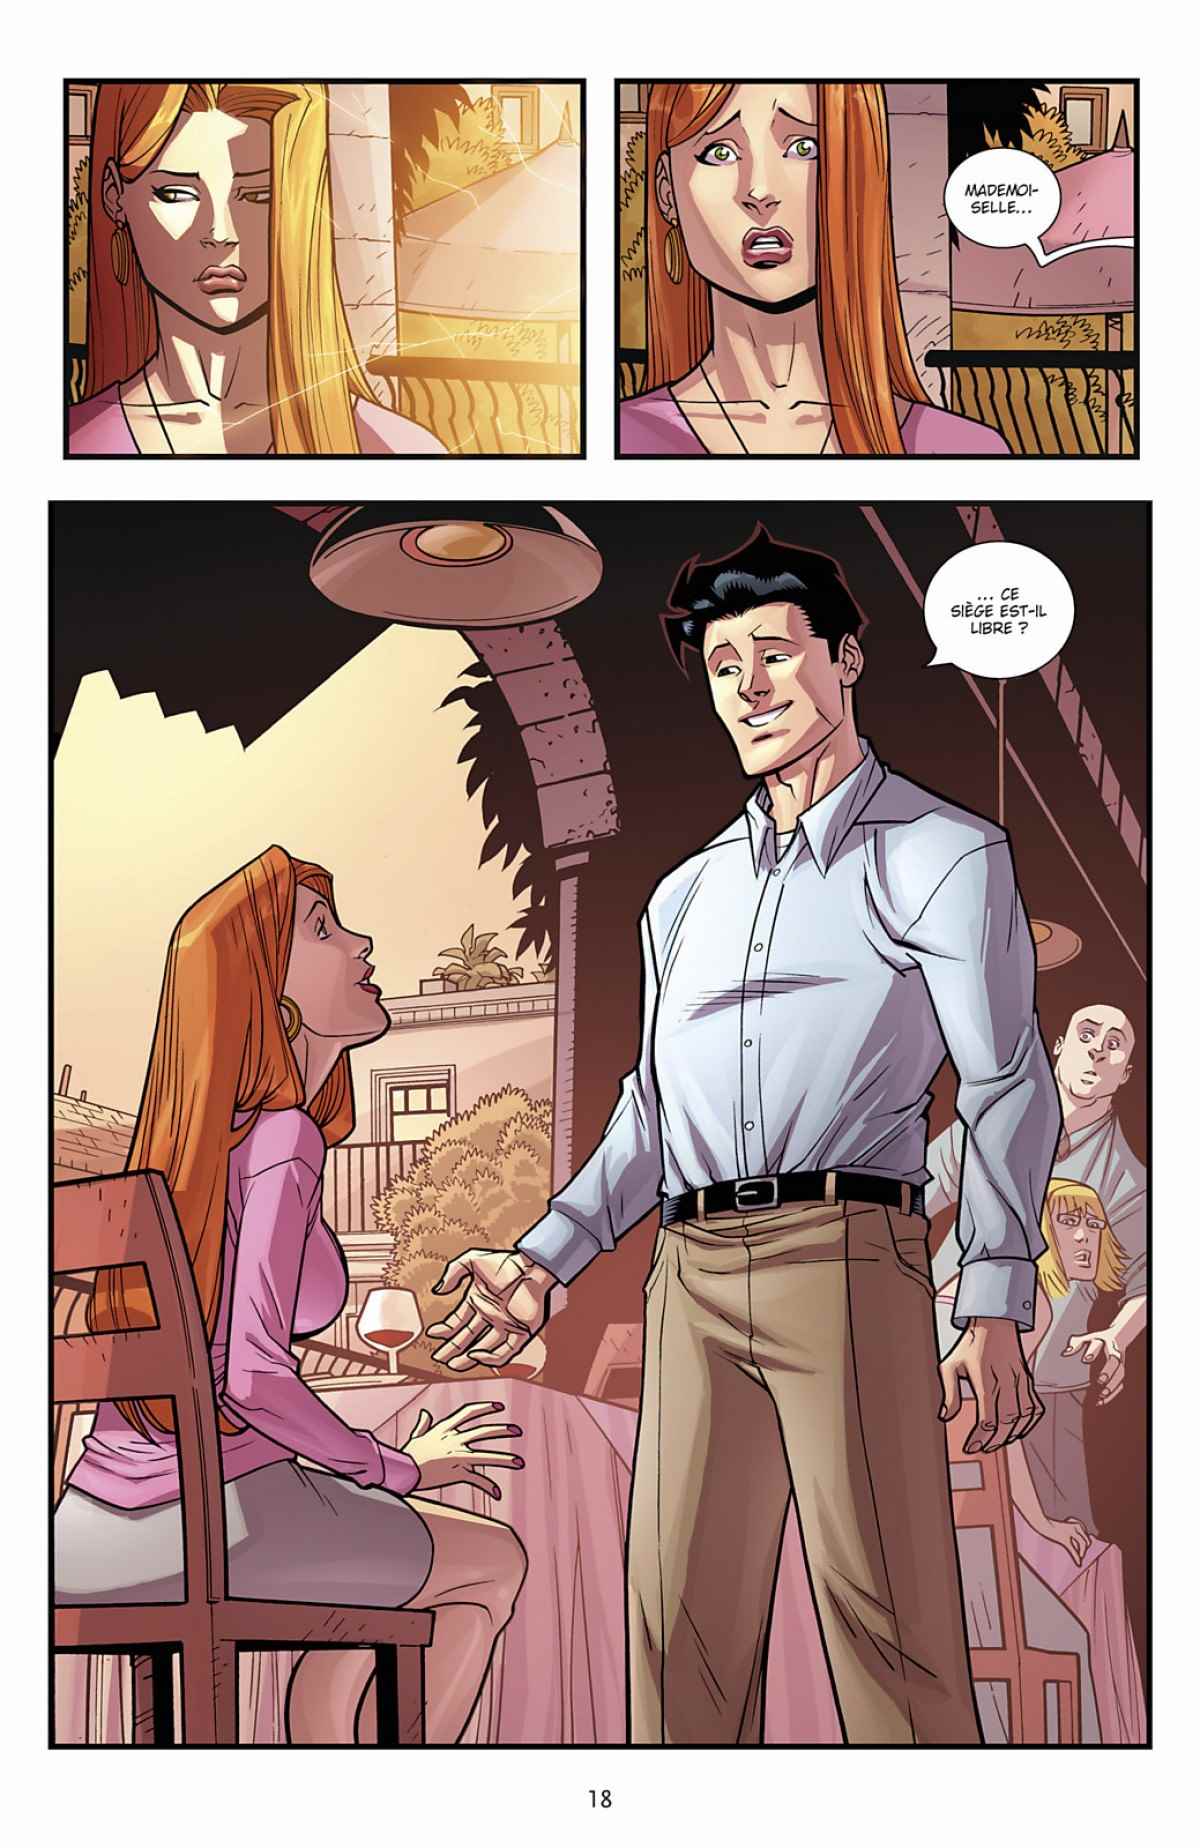 MADEMOI-
SELLE...
... CE
SIÈGE EST-IL
LIBRE ?
18